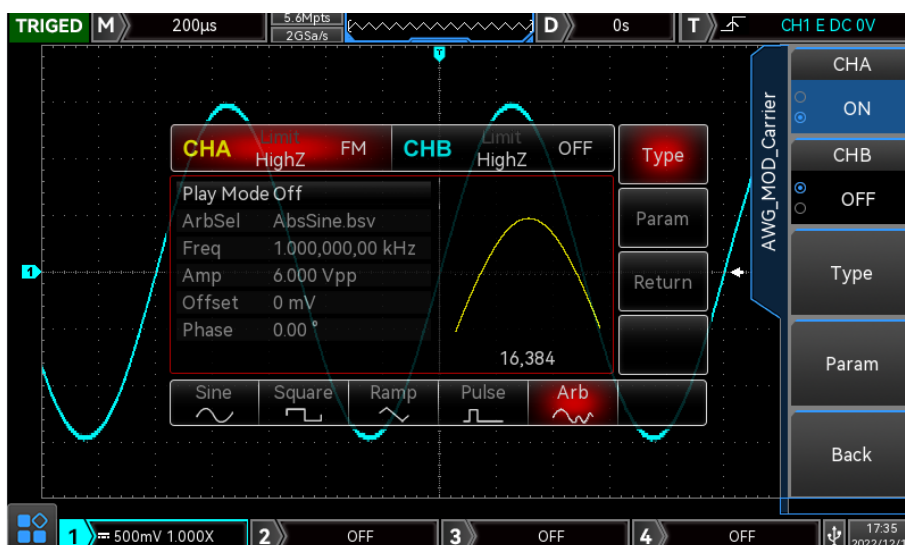 TRIGED M 200μs 5.6Mpts D 0s T CH1 E DC 0V
2GSa/s
T
CHA
ON
CHB
OFF
Type
Param
Back
AWG_MOD_Carrier
CHA Limit HighZ FM CHB Limit HighZ OFF
Type
Param
Return
Play Mode Off
ArbSel AbsSine.bsv
Freq 1.000,000,00 kHz
Amp 6.000 Vpp
Offset 0 mV
Phase 0.00 °
16,384
Sine Square Ramp Pulse Arb
1
1 500mV 1.000X 2 OFF 3 OFF 4 OFF 17:35